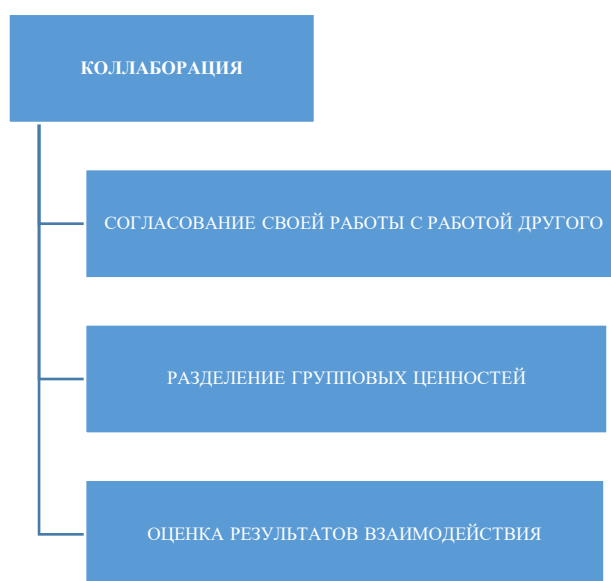 КОЛЛАБОРАЦИЯ
СОГЛАСОВАНИЕ СВОЕЙ РАБОТЫ С РАБОТОЙ ДРУГОГО
РАЗДЕЛЕНИЕ ГРУППОВЫХ ЦЕННОСТЕЙ
ОЦЕНКА РЕЗУЛЬТАТОВ ВЗАИМОДЕЙСТВИЯ